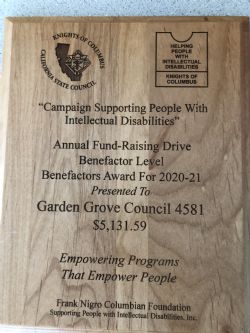 KNIGHTS OF COLUMBUS
CALIFORNIA STATE COUNCIL
HELPING
PEOPLE
WITH
INTELLECTUAL
DISABILITIES
KNIGHTS OF
COLUMBUS
"Campaign Supporting People With
Intellectual Disabilities"
Annual Fund-Raising Drive
Benefactor Level
Benefactors Award For 2020-21
Presented To
Garden Grove Council 4581
$5,131.59
Empowering Programs
That Empower People
Frank Nigro Columbian Foundation
Supporting People with Intellectual Disabilities, Inc.